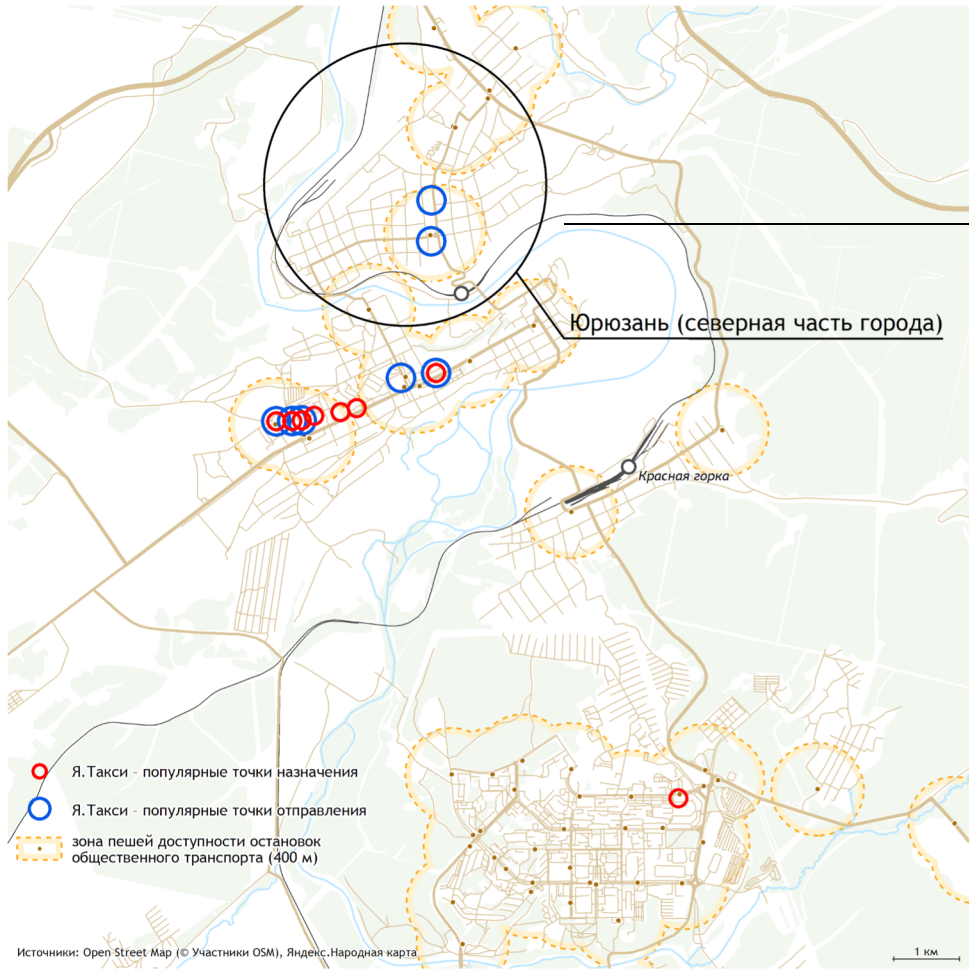 Юрюзань (северная часть города)
Красная горка
Я.Такси - популярные точки назначения
Я.Такси - популярные точки отправления
зона пешей доступности остановок
общественного транспорта (400 м)
Источники: Open Street Map (© Участники OSM), Яндекс.Народная карта
1 км